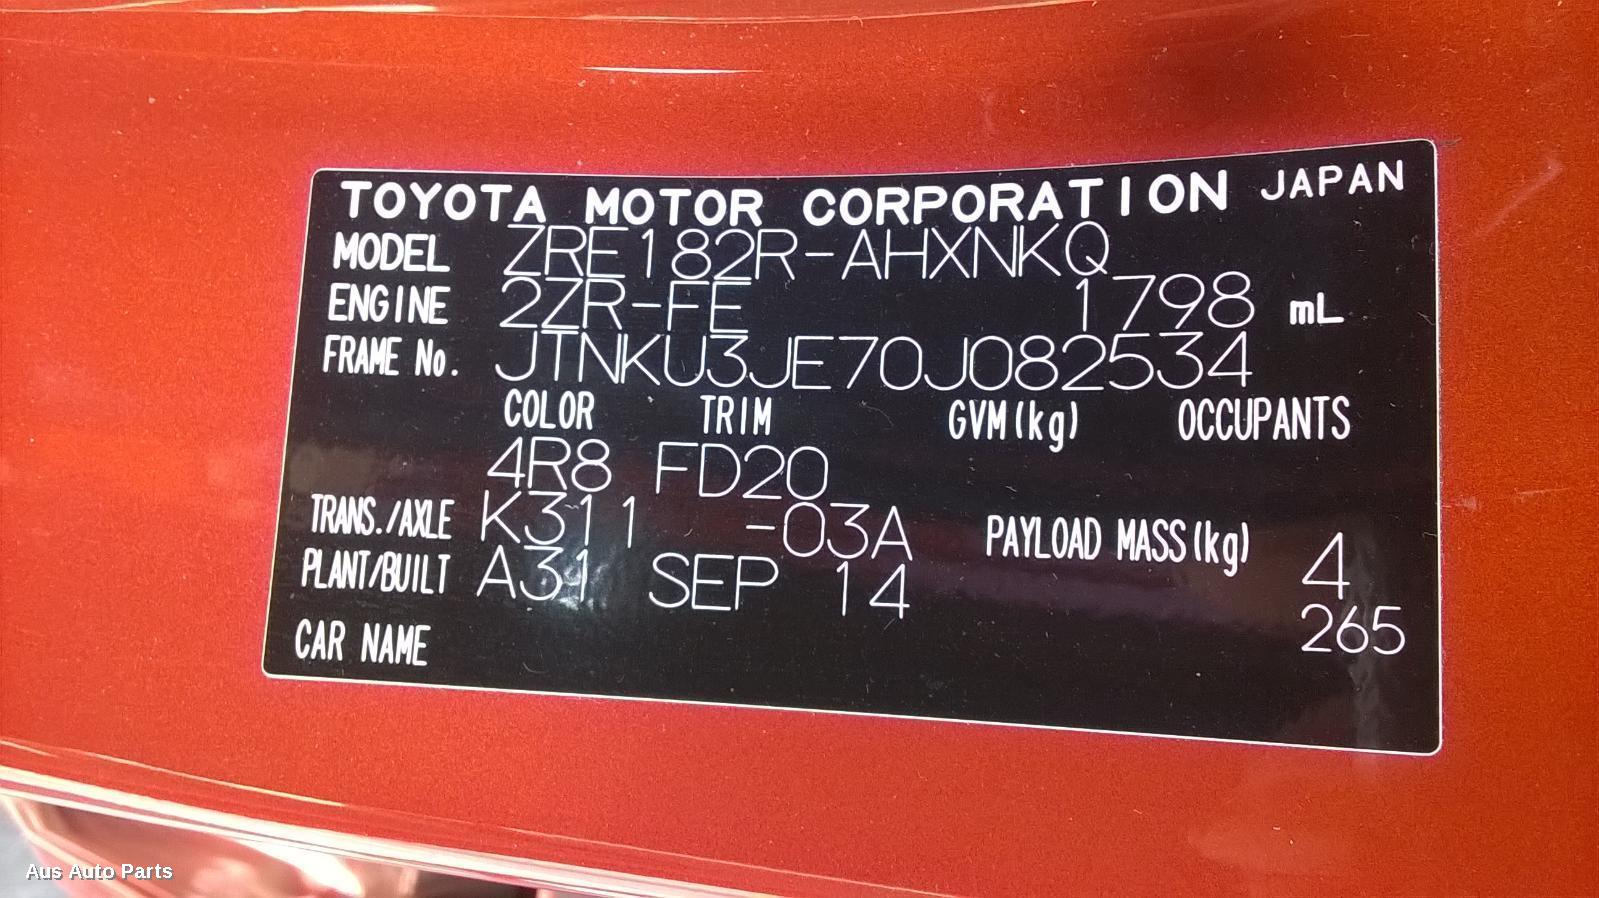 TOYOTA MOTOR CORPORATION JAPAN
MODEL ZRE182R-AHXNKQ
ENGINE 2ZR-FE 1798 mL
FRAME No. JTNKU3JE70J082534
COLOR TRIM GVM(kg) OCCUPANTS
4R8 FD20
TRANS./AXLE K311 -03A PAYLOAD MASS(kg) 4
PLANT/BUILT A31 SEP 14 265
CAR NAME
Aus Auto Parts